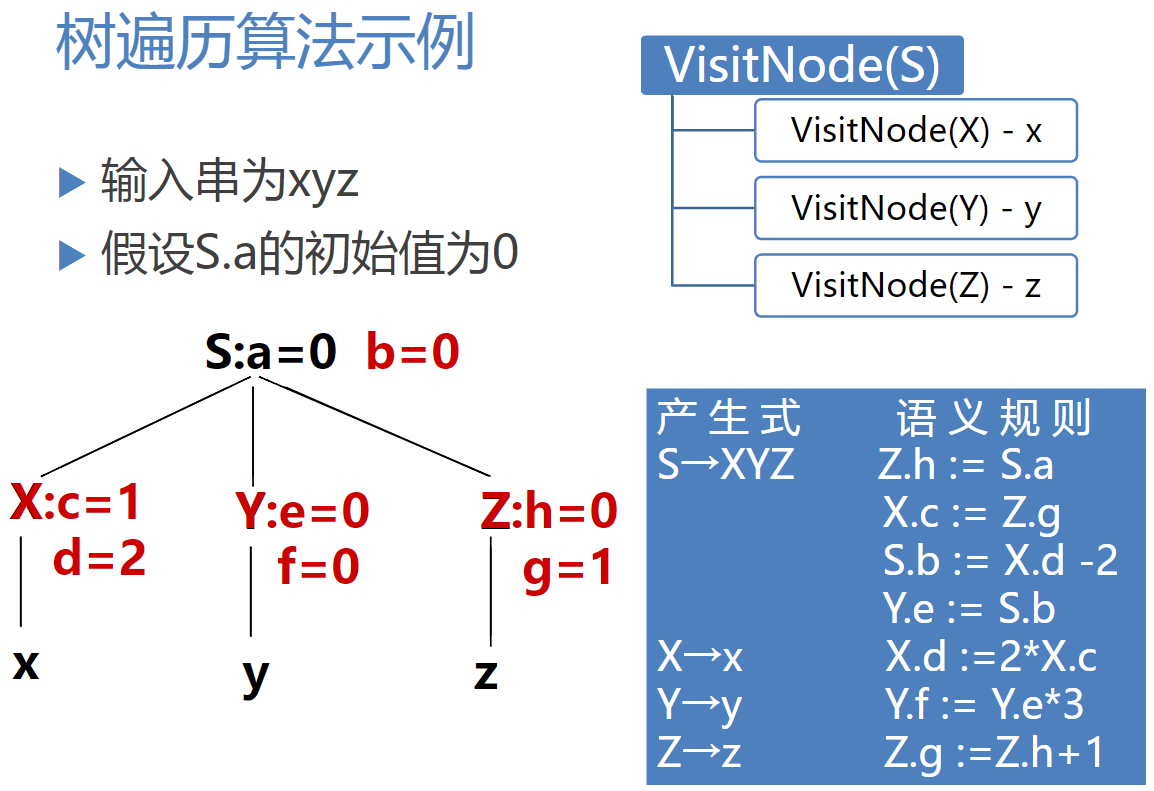 树遍历算法示例
输入串为xyz
假设S.a的初始值为0
VisitNode(S)
VisitNode(X) - x
VisitNode(Y) - y
VisitNode(Z) - z
S:a=0 b=0
X:c=1 Y:e=0 Z:h=0
d=2 f=0 g=1
x y z
产生式 语义规则
S→XYZ Z.h := S.a
X.c := Z.g
S.b := X.d -2
Y.e := S.b
X→x X.d :=2*X.c
Y→y Y.f := Y.e*3
Z→z Z.g :=Z.h+1